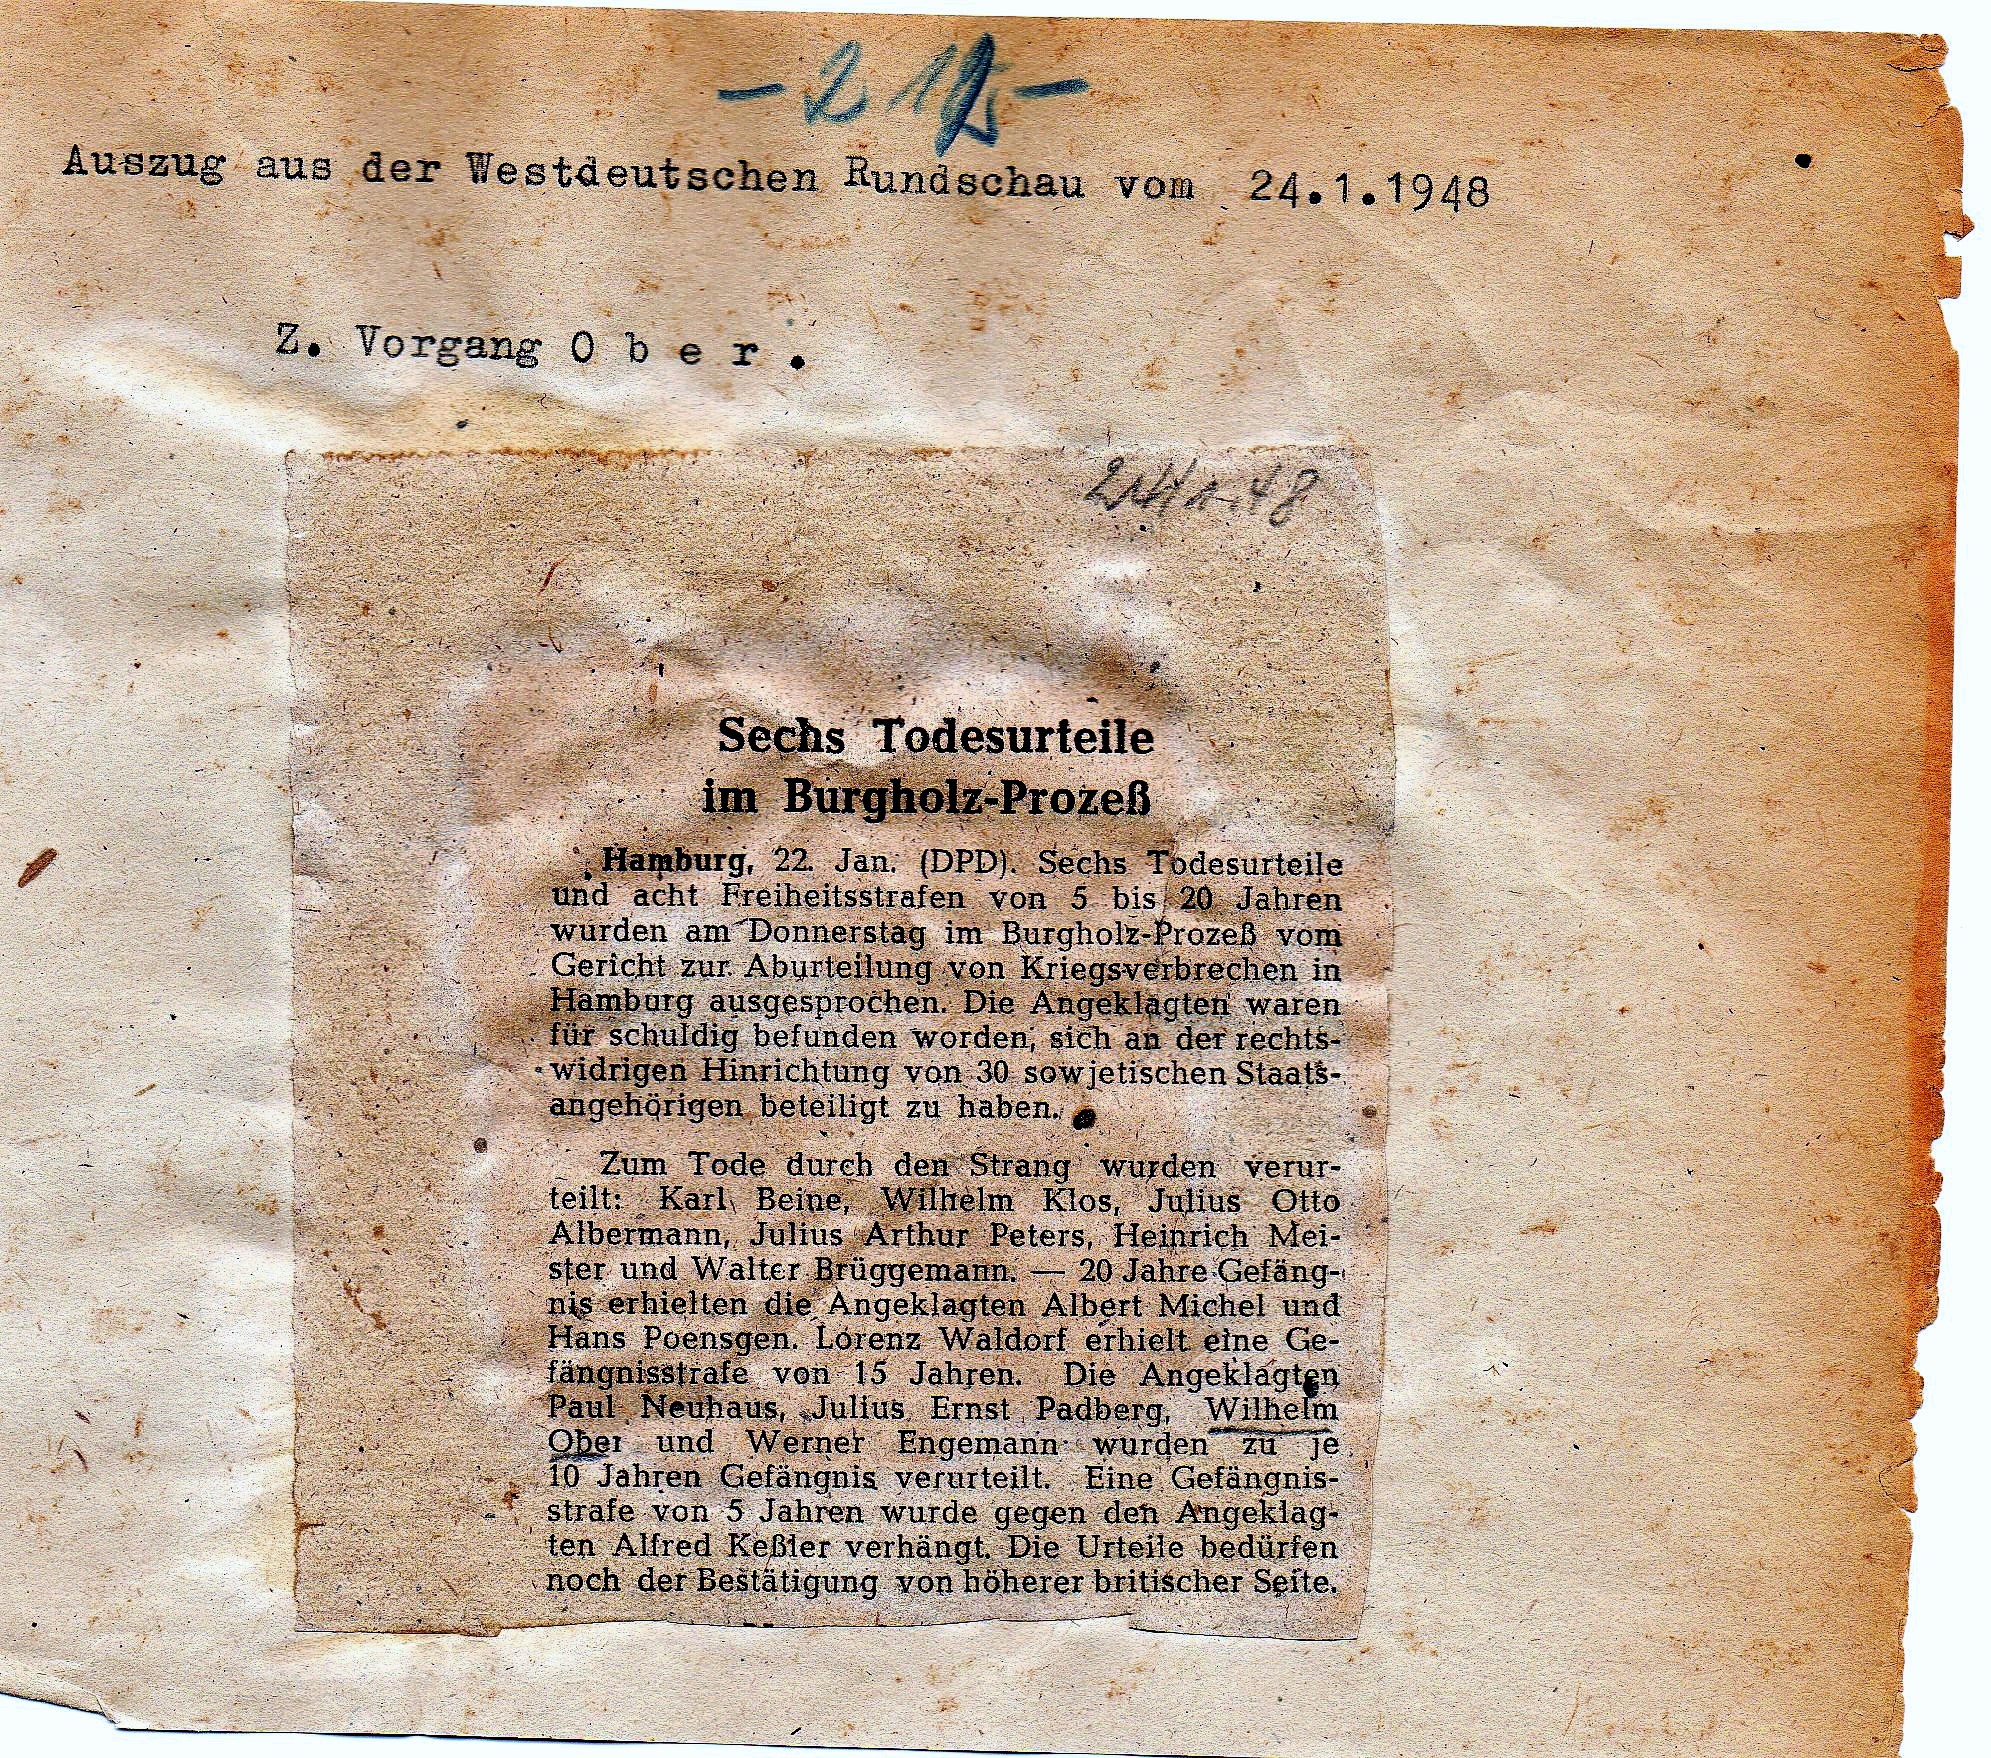 Auszug aus der Westdeutschen Rundschau vom 24.1.1948
Z. Vorgang O b e r .
Sechs Todesurteile
im Burgholz-Prozeß
Hamburg, 22. Jan. (DPD). Sechs Todesurteile
und acht Freiheitsstrafen von 5 bis 20 Jahren
wurden am Donnerstag im Burgholz-Prozeß vom
Gericht zur Aburteilung von Kriegsverbrechen in
Hamburg ausgesprochen. Die Angeklagten waren
für schuldig befunden worden, sich an der rechts-
widrigen Hinrichtung von 30 sowjetischen Staats-
angehörigen beteiligt zu haben.
Zum Tode durch den Strang wurden verur-
teilt: Karl Beine, Wilhelm Klos, Julius Otto
Albermann, Julius Arthur Peters, Heinrich Mei-
ster und Walter Brüggemann. — 20 Jahre Gefäng-
nis erhielten die Angeklagten Albert Michel und
Hans Poensgen. Lorenz Waldorf erhielt eine Ge-
fängnisstrafe von 15 Jahren. Die Angeklagten
Paul Neuhaus, Julius Ernst Padberg, Wilhelm
Ober und Werner Engemann wurden zu je
10 Jahren Gefängnis verurteilt. Eine Gefängnis-
strafe von 5 Jahren wurde gegen den Angeklag-
ten Alfred Keßler verhängt. Die Urteile bedürfen
noch der Bestätigung von höherer britischer Seite.